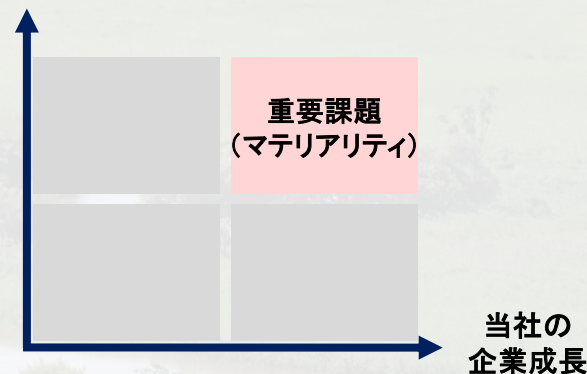 重要課題
（マテリアリティ）
当社の
企業成長